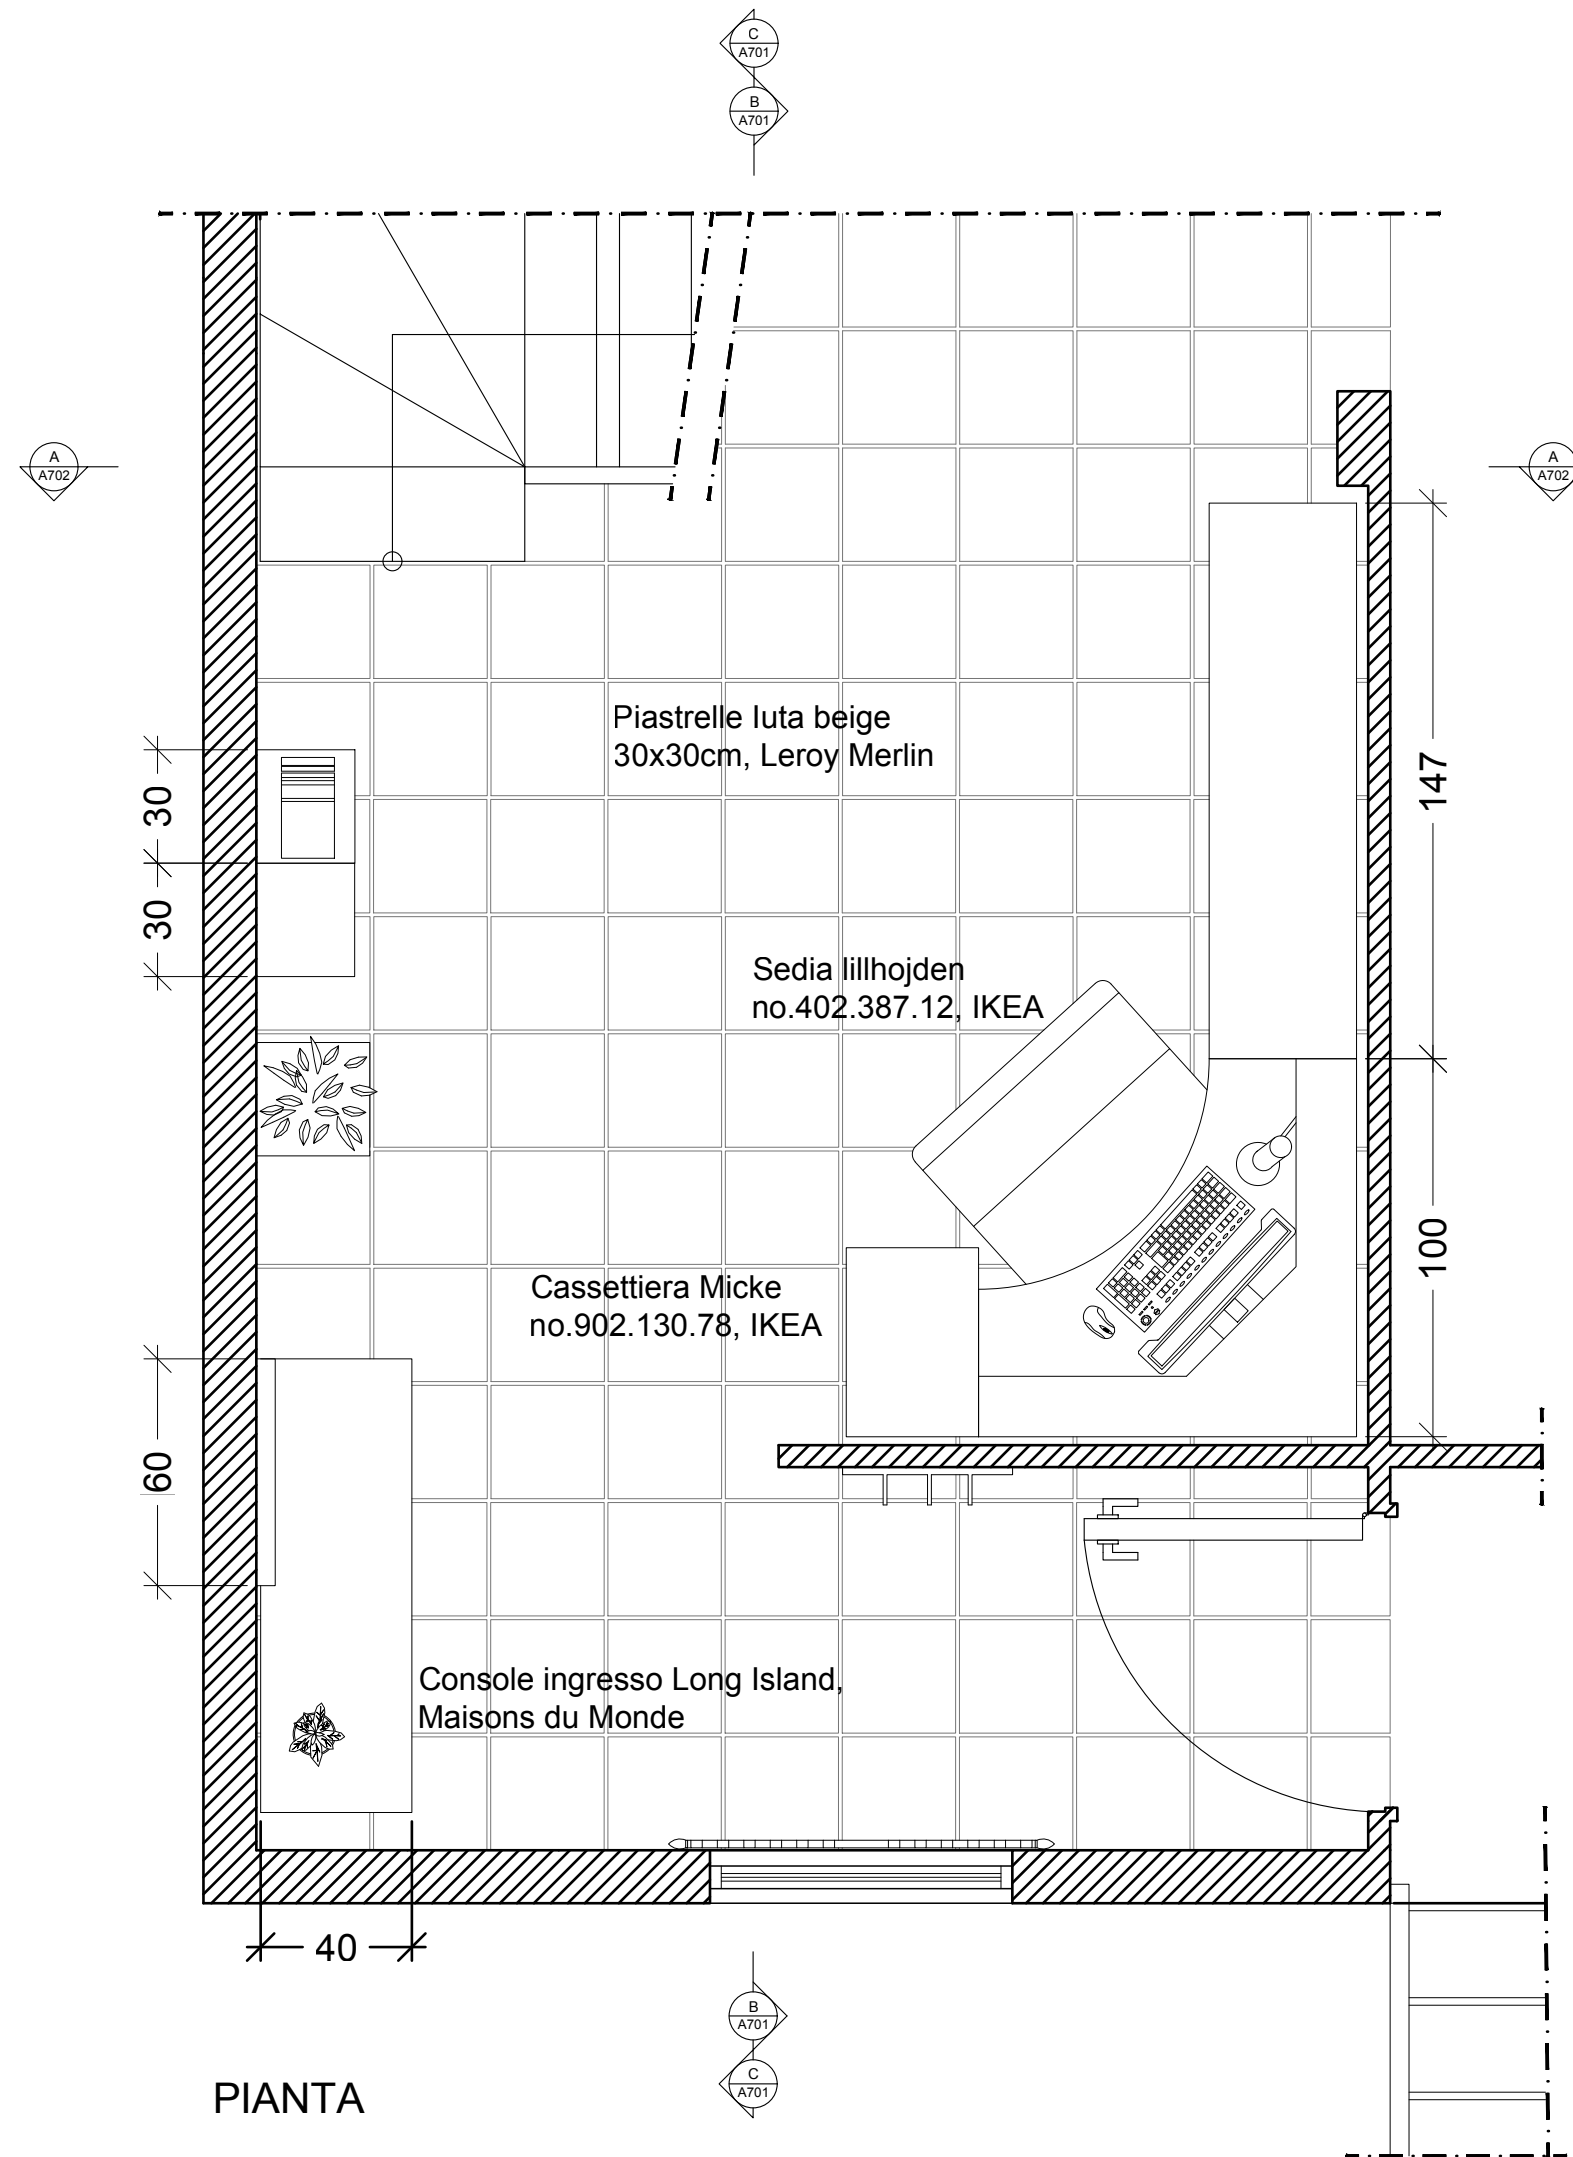 C
A701
B
A701
A
A702
A
A702
Piastrelle Iuta beige
30x30cm, Leroy Merlin
30
147
30
Sedia lillhojden
no.402.387.12, IKEA
100
Cassettiera Micke
no.902.130.78, IKEA
60
Console ingresso Long Island,
Maisons du Monde
40
B
A701
C
A701
PIANTA